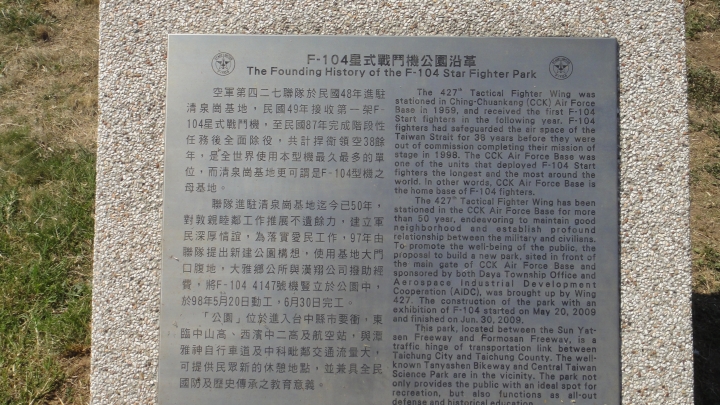 F-104星式戰鬥機公園沿革
The Founding History of the F-104 Star Fighter Park
空軍第四二七聯隊於民國48年進駐
清泉崗基地，民國49年接收第一架F-
104星式戰鬥機，至民國87年完成階段性
任務後全面除役，共計捍衛領空38餘
年，是全世界使用本型機最久最多的單
位，而清泉崗基地更可謂是F-104型機之
母基地。
聯隊進駐清泉崗基地迄今已50年，
對敦親睦鄰工作推展不遺餘力，建立軍
民深厚情誼，為落實愛民工作，97年由
聯隊提出新建公園構想，使用基地大門
口腹地，大雅鄉公所與漢翔公司撥助經
費，將F-104 4147號機豎立於公園中，
於98年5月20日動工，6月30日完工。
「公園」位於進入台中縣市要衝，東
臨中山高、西濱中二高及航空站，與潭
雅神自行車道及中科毗鄰交通流量大，
可提供民眾新的休憩地點，並兼具全民
國防及歷史傳承之教育意義。
The 427th Tactical Fighter Wing was
stationed in Ching-Chuankang (CCK) Air Force
Base in 1959, and received the first F-104
Start fighters in the following year. F-104
fighters had safeguarded the air space of the
Taiwan Strait for 38 years before they were
out of commission completing their mission of
stage in 1998. The CCK Air Force Base was
one of the units that deployed F-104 Start
fighters the longest and the most around the
world. In other words, CCK Air Force Base is
the home base of F-104 fighters.
The 427th Tactical Fighter Wing has been
stationed in the CCK Air Force Base for more
than 50 year, endeavoring to maintain good
neighborhood and establish profound
relationship between the military and civilians.
To promote the well-being of the public, the
proposal to build a new park, sited in front of
the main gate of CCK Air Force Base and
sponsored by both Daya Township Office and
Aerospace Industrial Development
Cooperation (AIDC), was brought up by Wing
427. The construction of the park with an
exhibition of F-104 started on May 20, 2009
and finished on Jun. 30, 2009.
This park, located between the Sun Yat-
sen Freeway and Formosan Freeway, is a
traffic hinge of transportation link between
Taichung City and Taichung County. The well-
known Tanyashen Bikeway and Central Taiwan
Science Park are in the vicinity. The park not
only provides the public with an ideal spot for
recreation, but also functions as all-out
defense and historical education.